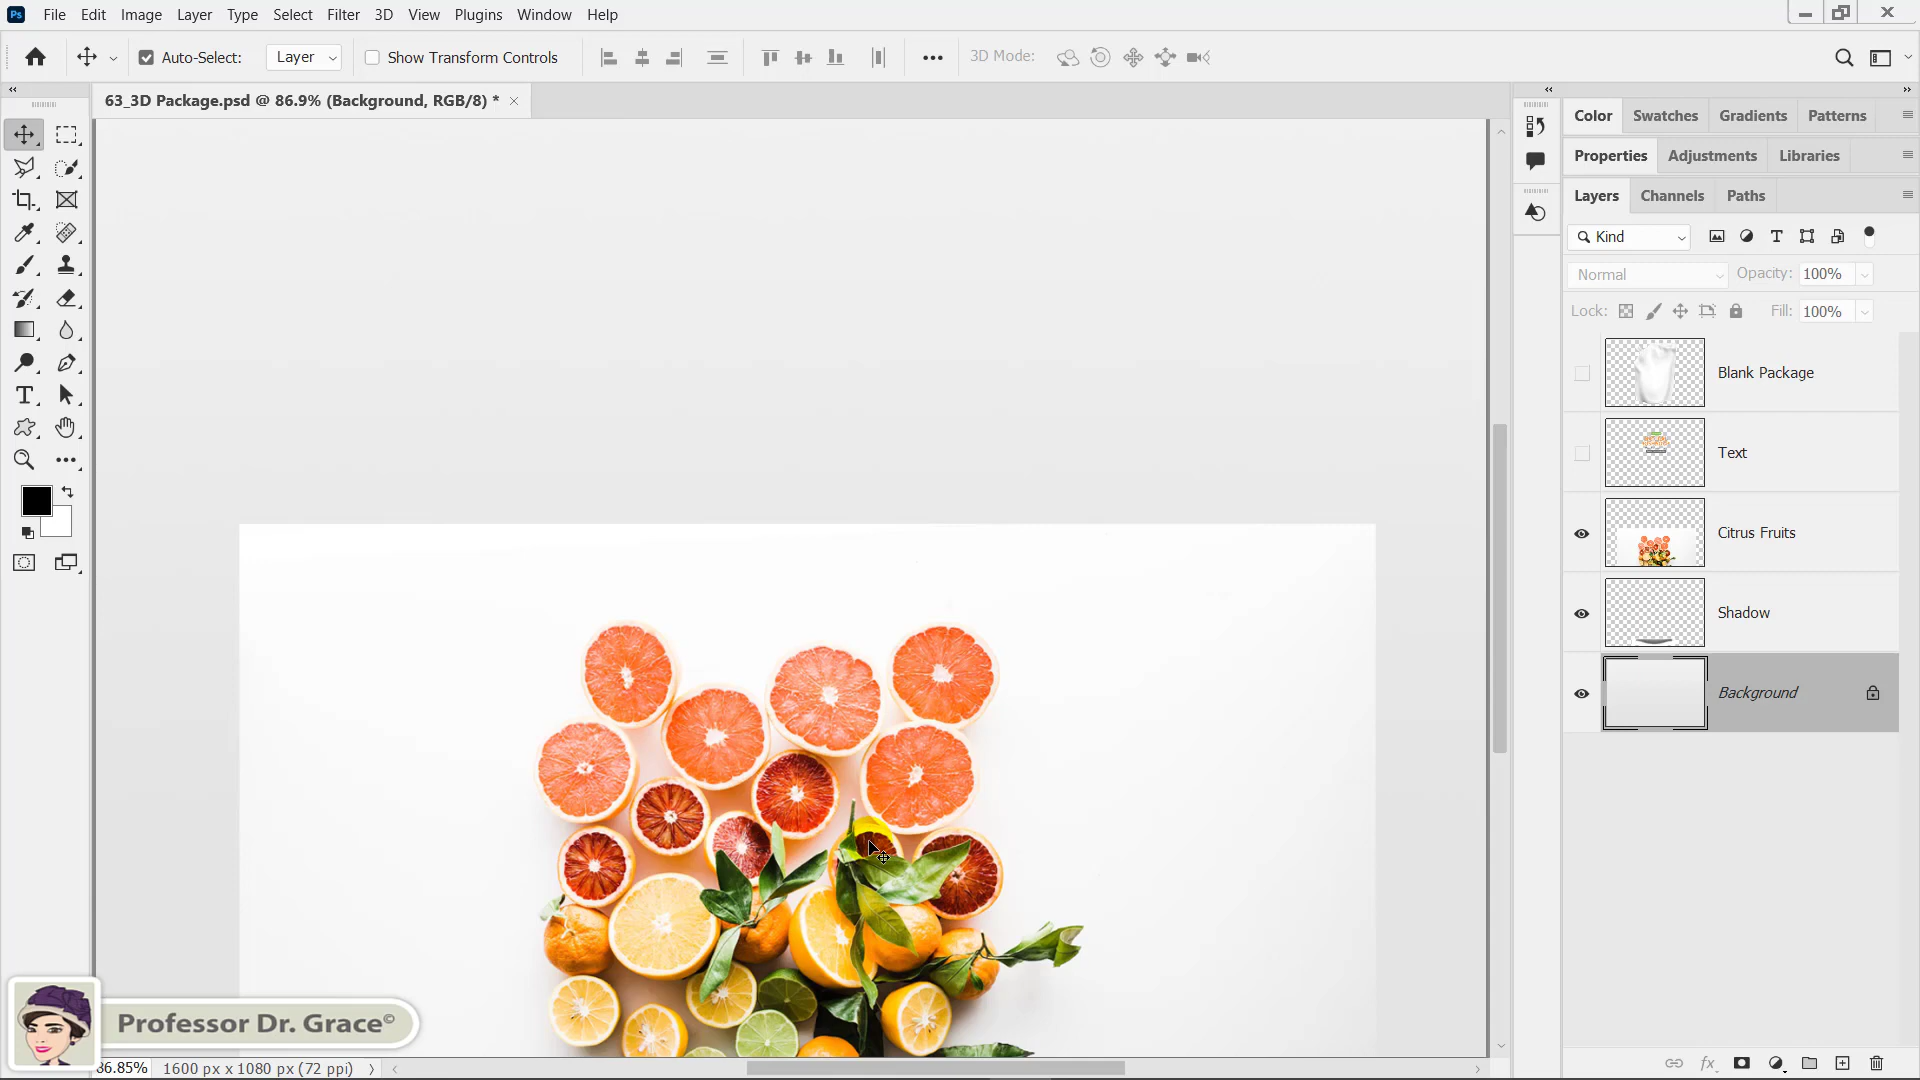 Ps File Edit Image Layer Type Select Filter 3D View Plugins Window Help
Auto-Select: Layer Show Transform Controls 3D Mode:
63_3D Package.psd @ 86.9% (Background, RGB/8) *
Color Swatches Gradients Patterns
Properties Adjustments Libraries
Layers Channels Paths
Kind
Normal Opacity: 100%
Lock: Fill: 100%
Blank Package
Text
Citrus Fruits
Shadow
Background
Professor Dr. Grace©
86.85% 1600 px x 1080 px (72 ppi)
fx